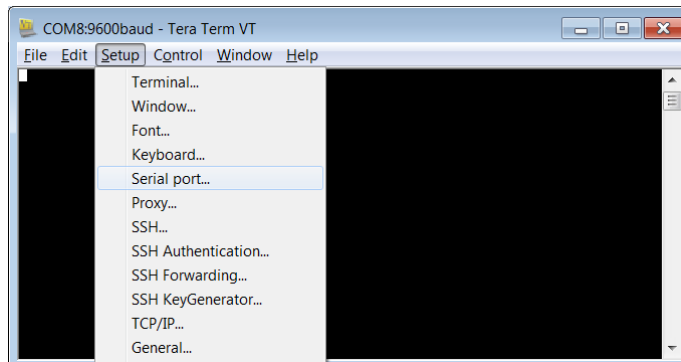 COM8:9600baud - Tera Term VT
File Edit Setup Control Window Help
Terminal...
Window...
Font...
Keyboard...
Serial port...
Proxy...
SSH...
SSH Authentication...
SSH Forwarding...
SSH KeyGenerator...
TCP/IP...
General...